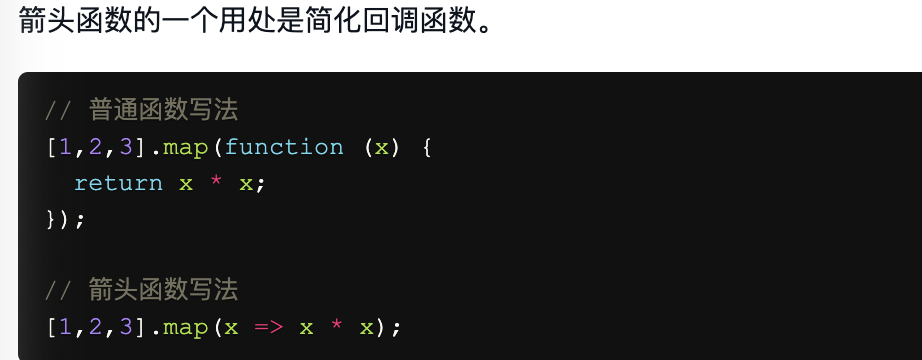 箭头函数的一个用处是简化回调函数。
// 普通函数写法
[1,2,3].map(function (x) {
  return x * x;
});
// 箭头函数写法
[1,2,3].map(x => x * x);